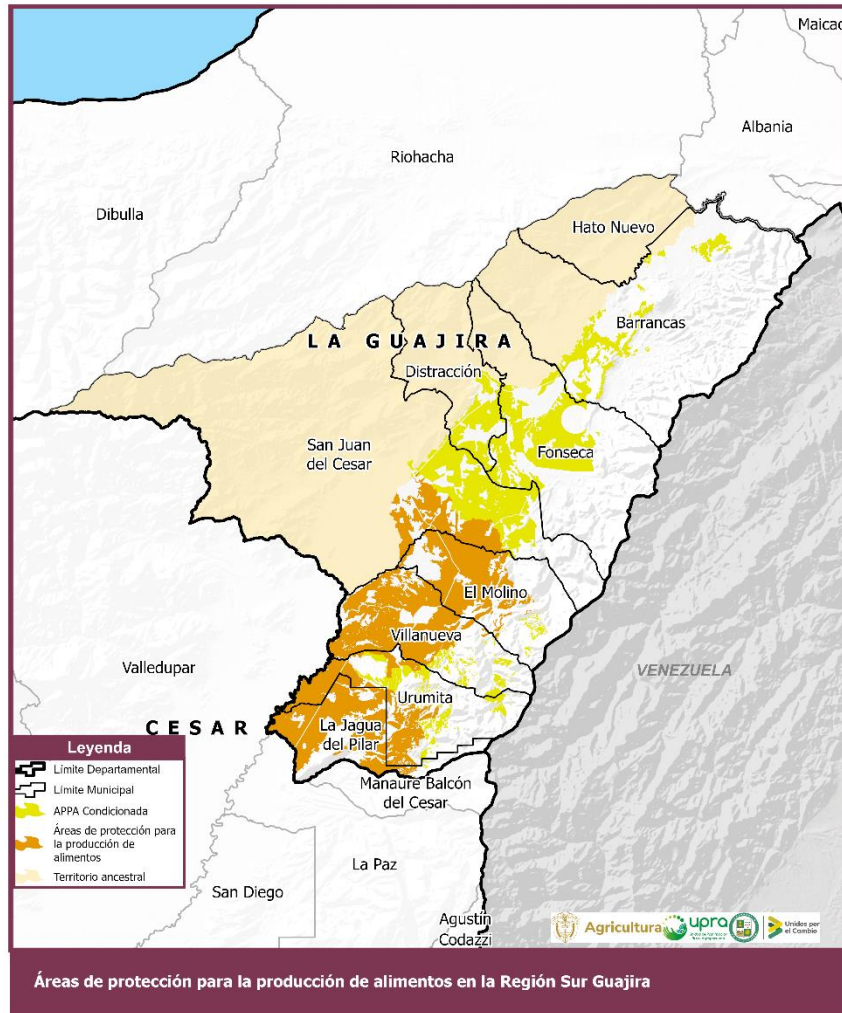 Maicao
Albania
Riohacha
Dibulla
Hato Nuevo
Barrancas
LA GUAJIRA
Distracción
San Juan
del Cesar
Fonseca
El Molino
Villanueva
Valledupar
VENEZUELA
Urumita
CESAR
La Jagua
del Pilar
Manaure Balcón
del Cesar
La Paz
San Diego
Agustín
Codazzi
Leyenda
Límite Departamental
Límite Municipal
APPA Condicionada
Áreas de protección para
la producción de
alimentos
Territorio ancestral
Agricultura
upra
Unidos por
el Cambio
Áreas de protección para la producción de alimentos en la Región Sur Guajira